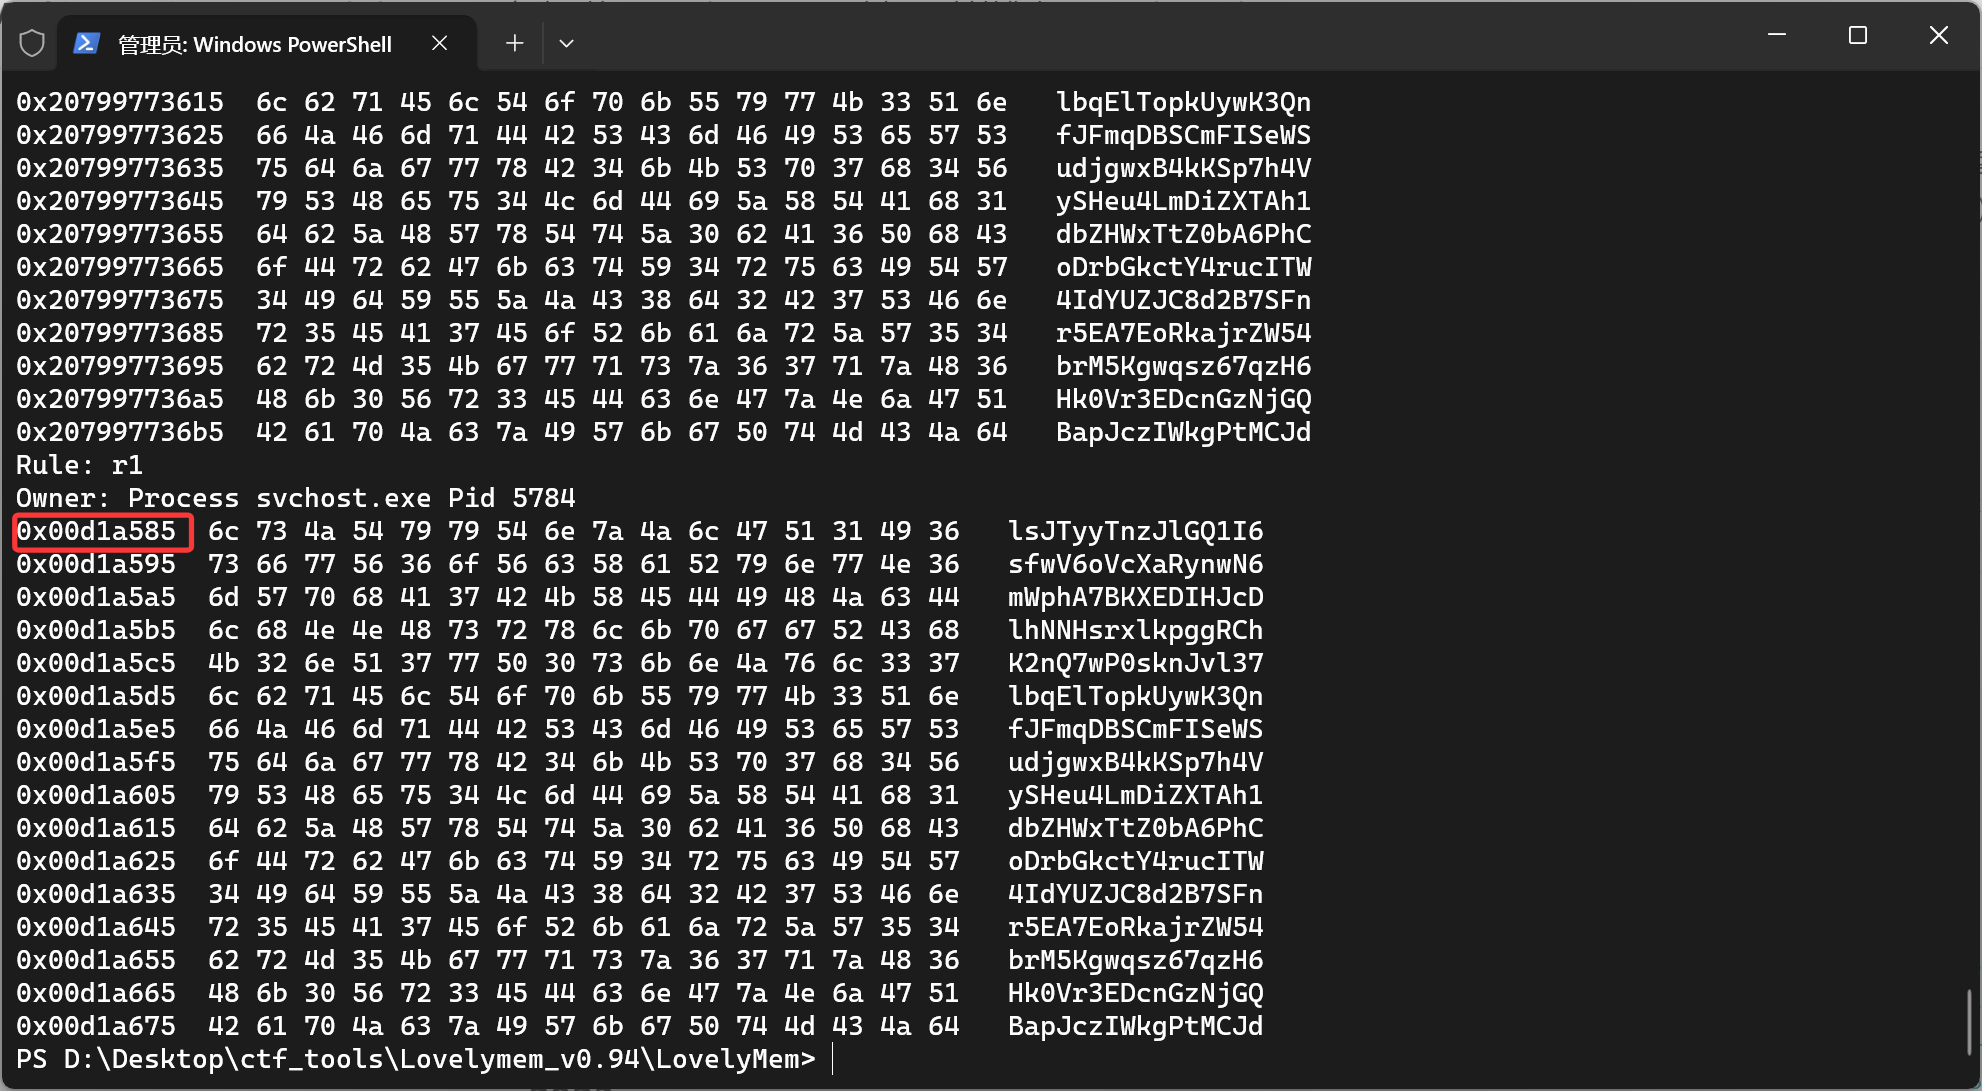 管理员: Windows PowerShell
0x20799773615  6c 62 71 45 6c 54 6f 70 6b 55 79 77 4b 33 51 6e   lbqElTopkUywK3Qn
0x20799773625  66 4a 46 6d 71 44 42 53 43 6d 46 49 53 65 57 53   fJFmqDBSCmFISeWS
0x20799773635  75 64 6a 67 77 78 42 34 6b 4b 53 70 37 68 34 56   udjgwxB4kKSp7h4V
0x20799773645  79 53 48 65 75 34 4c 6d 44 69 5a 58 54 41 68 31   ySHeu4LmDiZXTAh1
0x20799773655  64 62 5a 48 57 78 54 74 5a 30 62 41 36 50 68 43   dbZHWxTtZ0bA6PhC
0x20799773665  6f 44 72 62 47 6b 63 74 59 34 72 75 63 49 54 57   oDrbGkctY4rucITW
0x20799773675  34 49 64 59 55 5a 4a 43 38 64 32 42 37 53 46 6e   4IdYUZJC8d2B7SFn
0x20799773685  72 35 45 41 37 45 6f 52 6b 61 6a 72 5a 57 35 34   r5EA7EoRkajrZW54
0x20799773695  62 72 4d 35 4b 67 77 71 73 7a 36 37 71 7a 48 36   brM5Kgwqsz67qzH6
0x207997736a5  48 6b 30 56 72 33 45 44 63 6e 47 7a 4e 6a 47 51   Hk0Vr3EDcnGzNjGQ
0x207997736b5  42 61 70 4a 63 7a 49 57 6b 67 50 74 4d 43 4a 64   BapJczIWkgPtMCJd
Rule: r1
Owner: Process svchost.exe Pid 5784
0x00d1a585  6c 73 4a 54 79 79 54 6e 7a 4a 6c 47 51 31 49 36   lsJTyyTnzJlGQ1I6
0x00d1a595  73 66 77 56 36 6f 56 63 58 61 52 79 6e 77 4e 36   sfwV6oVcXaRynwN6
0x00d1a5a5  6d 57 70 68 41 37 42 4b 58 45 44 49 48 4a 63 44   mWphA7BKXEDIHJcD
0x00d1a5b5  6c 68 4e 4e 48 73 72 78 6c 6b 70 67 67 52 43 68   lhNNHsrxlkpggRCh
0x00d1a5c5  4b 32 6e 51 37 77 50 30 73 6b 6e 4a 76 6c 33 37   K2nQ7wP0sknJvl37
0x00d1a5d5  6c 62 71 45 6c 54 6f 70 6b 55 79 77 4b 33 51 6e   lbqElTopkUywK3Qn
0x00d1a5e5  66 4a 46 6d 71 44 42 53 43 6d 46 49 53 65 57 53   fJFmqDBSCmFISeWS
0x00d1a5f5  75 64 6a 67 77 78 42 34 6b 4b 53 70 37 68 34 56   udjgwxB4kKSp7h4V
0x00d1a605  79 53 48 65 75 34 4c 6d 44 69 5a 58 54 41 68 31   ySHeu4LmDiZXTAh1
0x00d1a615  64 62 5a 48 57 78 54 74 5a 30 62 41 36 50 68 43   dbZHWxTtZ0bA6PhC
0x00d1a625  6f 44 72 62 47 6b 63 74 59 34 72 75 63 49 54 57   oDrbGkctY4rucITW
0x00d1a635  34 49 64 59 55 5a 4a 43 38 64 32 42 37 53 46 6e   4IdYUZJC8d2B7SFn
0x00d1a645  72 35 45 41 37 45 6f 52 6b 61 6a 72 5a 57 35 34   r5EA7EoRkajrZW54
0x00d1a655  62 72 4d 35 4b 67 77 71 73 7a 36 37 71 7a 48 36   brM5Kgwqsz67qzH6
0x00d1a665  48 6b 30 56 72 33 45 44 63 6e 47 7a 4e 6a 47 51   Hk0Vr3EDcnGzNjGQ
0x00d1a675  42 61 70 4a 63 7a 49 57 6b 67 50 74 4d 43 4a 64   BapJczIWkgPtMCJd
PS D:\Desktop\ctf_tools\Lovelymem_v0.94\LovelyMem>